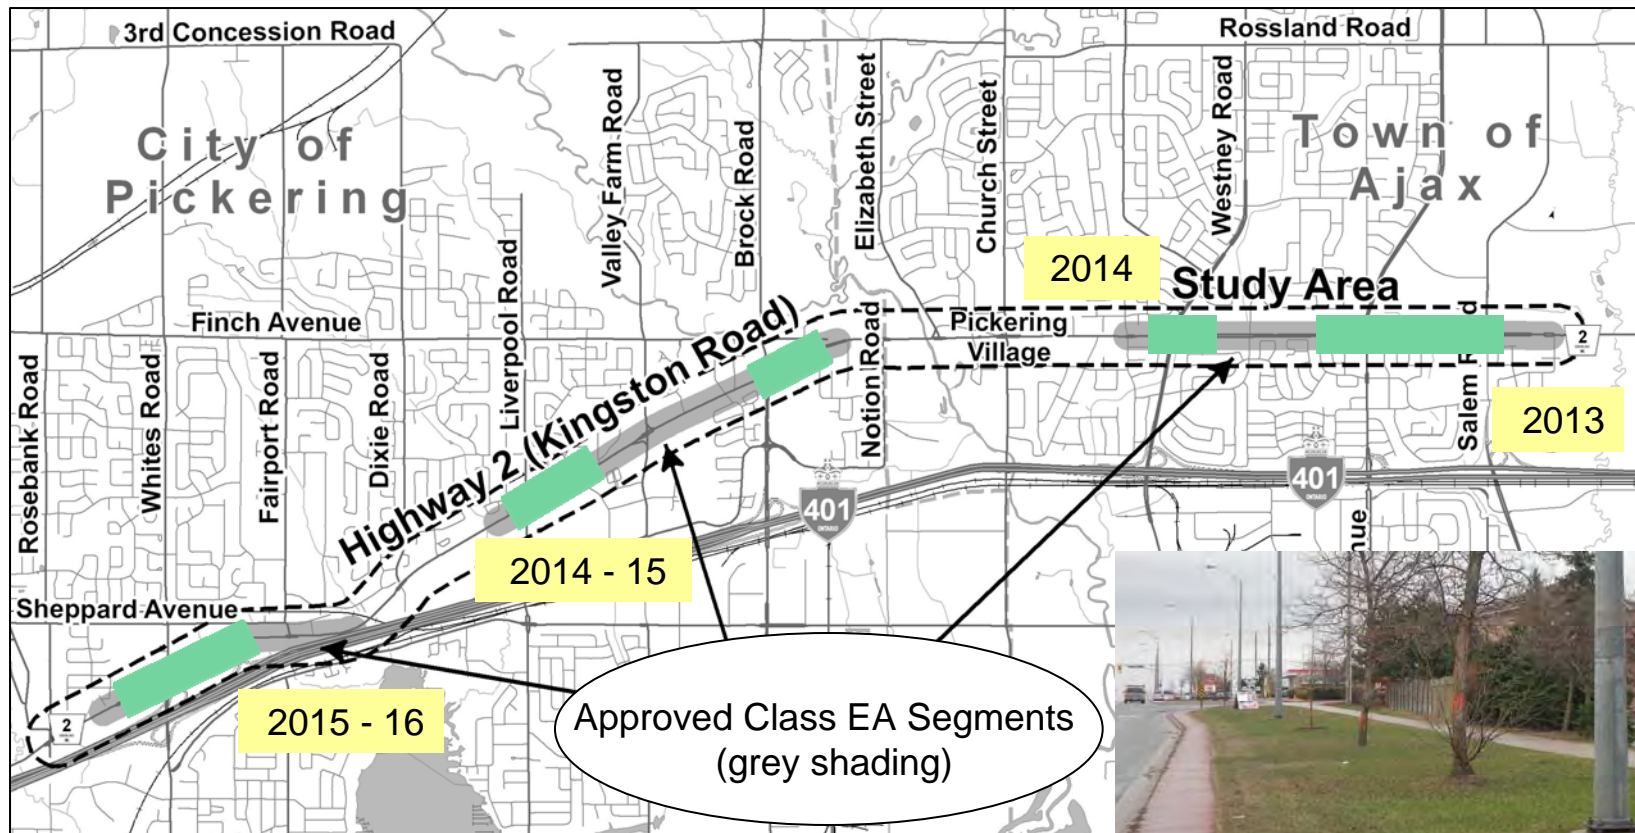 3rd Concession Road
Rossland Road
City of
Pickering
Town of
Ajax
Valley Farm Road
Brock Road
Elizabeth Street
Church Street
Westney Road
2014
Study Area
Finch Avenue
Liverpool Road
Pickering
Village
2
Rosebank Road
Whites Road
Fairport Road
Dixie Road
Highway 2 (Kingston Road)
Notion Road
Salem R d
2013
401
ONTARIO
401
ONTARIO
nue
2014 - 15
Sheppard Avenue
2
2015 - 16
Approved Class EA Segments
(grey shading)